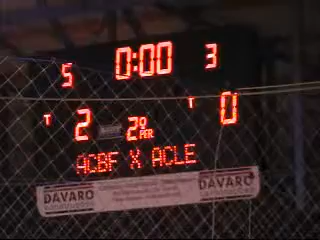 5 0:00 3
T 2 2º PER T 0
ACBF X ACLE
DAVARO DAVARO